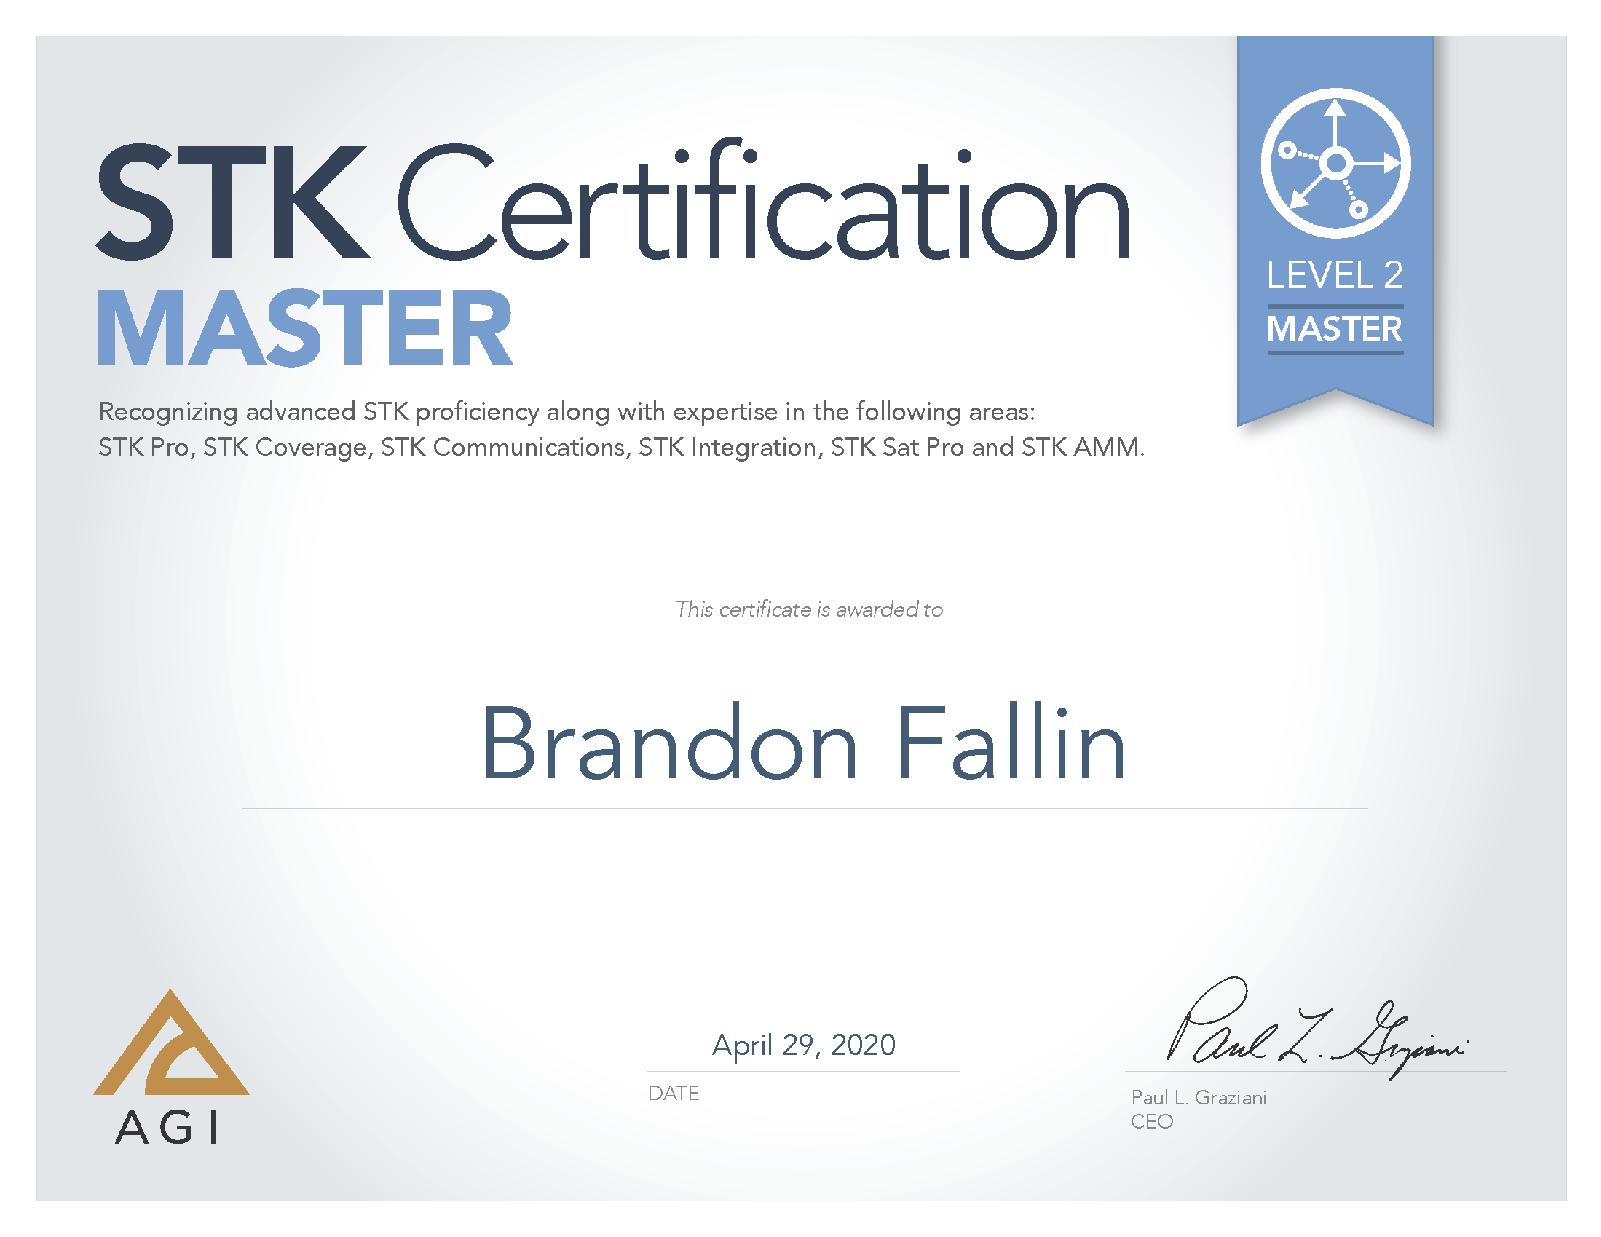 STK Certification
MASTER
Recognizing advanced STK proficiency along with expertise in the following areas:
STK Pro, STK Coverage, STK Communications, STK Integration, STK Sat Pro and STK AMM.
LEVEL 2
MASTER
This certificate is awarded to
Brandon Fallin
April 29, 2020
DATE
Paul L. Graziani
Paul L. Graziani
CEO
AGI